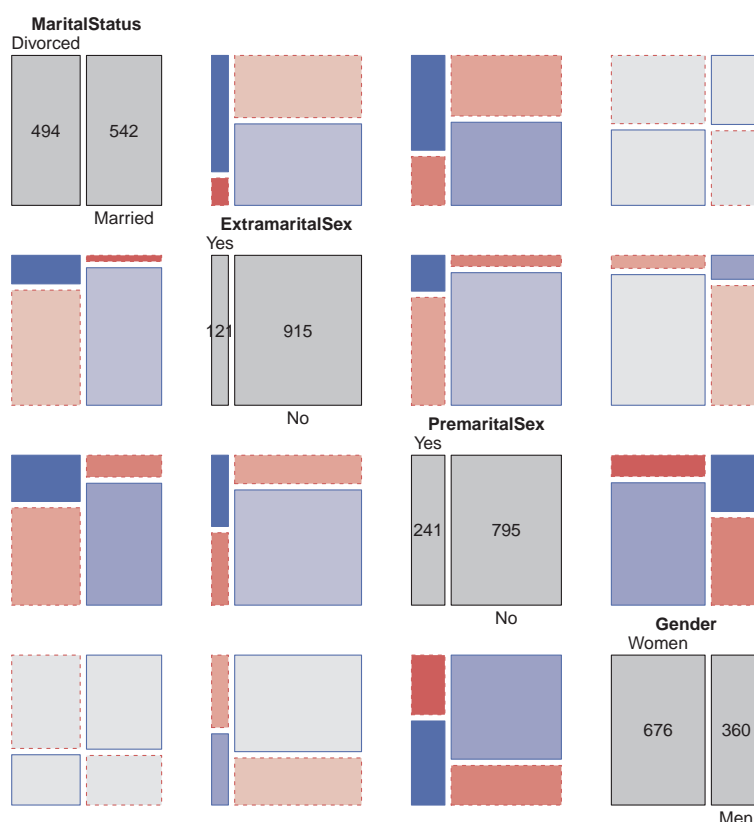 MaritalStatus
Divorced
494 542
Married
ExtramaritalSex
Yes
121 915
No
PremaritalSex
Yes
241 795
No
Gender
Women
676 360
Men